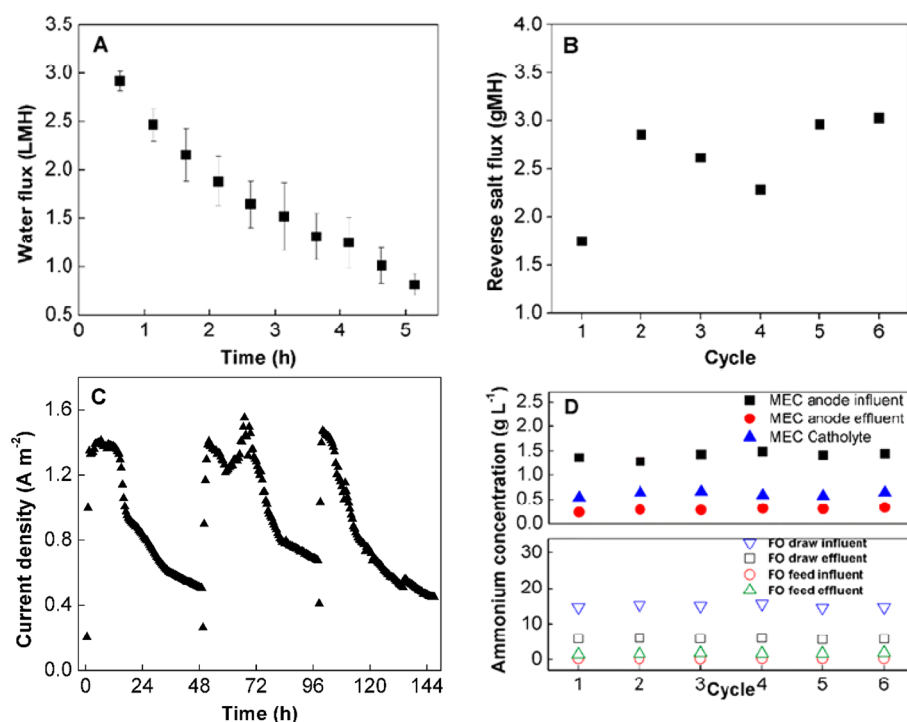 A
Water flux (LMH)
3.5
3.0
2.5
2.0
1.5
1.0
0.5
0 1 2 3 4 5
Time (h)
B
Reverse salt flux (gMH)
4.0
3.5
3.0
2.5
2.0
1.5
1.0
1 2 3 4 5 6
Cycle
C
Current density (A m⁻²)
1.6
1.2
0.8
0.4
0.0
0 24 48 72 96 120 144
Time (h)
D
Ammonium concentration (g L⁻¹)
2.5
2.0
1.5
1.0
0.5
0.0
MEC anode influent
MEC anode effluent
MEC Catholyte
30
20
10
0
FO draw influent
FO draw effluent
FO feed influent
FO feed effluent
1 2 3 4 5 6
Cycle